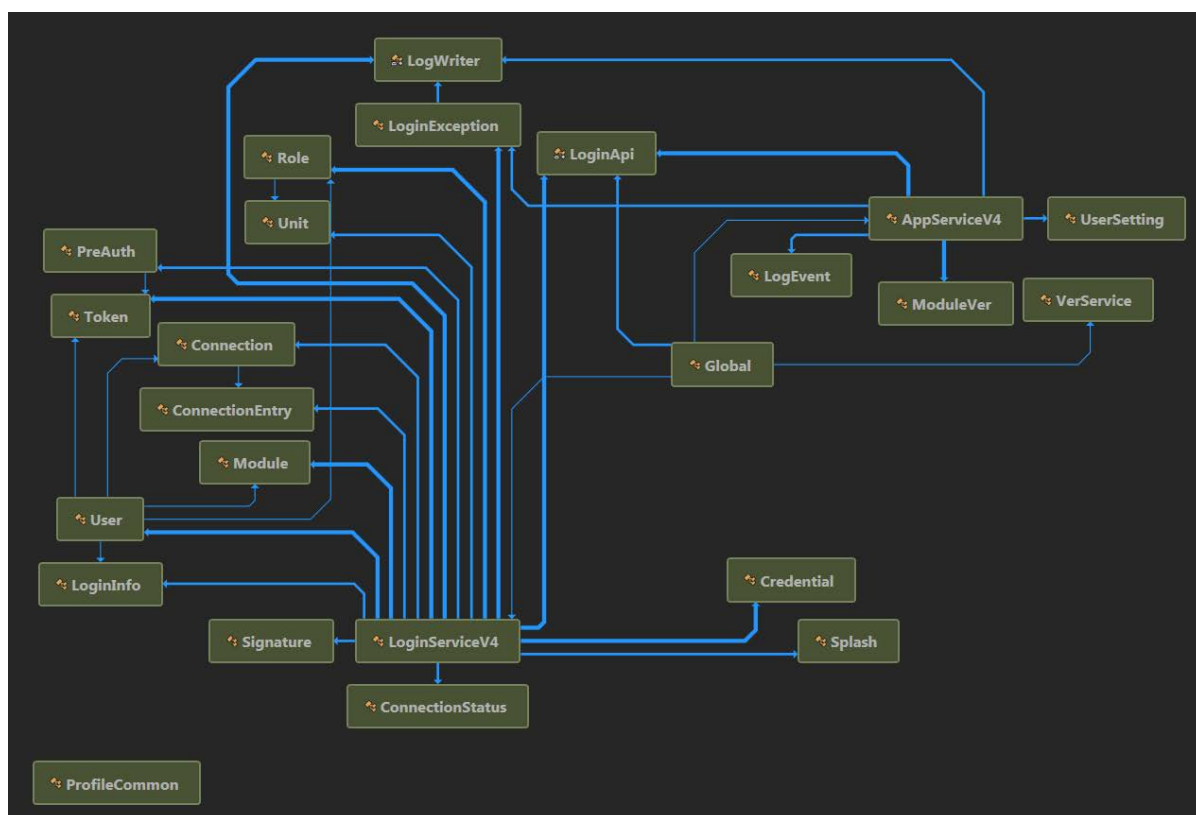 LogWriter
LoginException
Role
LoginApi
Unit
AppServiceV4
UserSetting
PreAuth
LogEvent
ModuleVer
VerService
Token
Connection
Global
ConnectionEntry
Module
User
LoginInfo
Credential
Signature
LoginServiceV4
Splash
ConnectionStatus
ProfileCommon